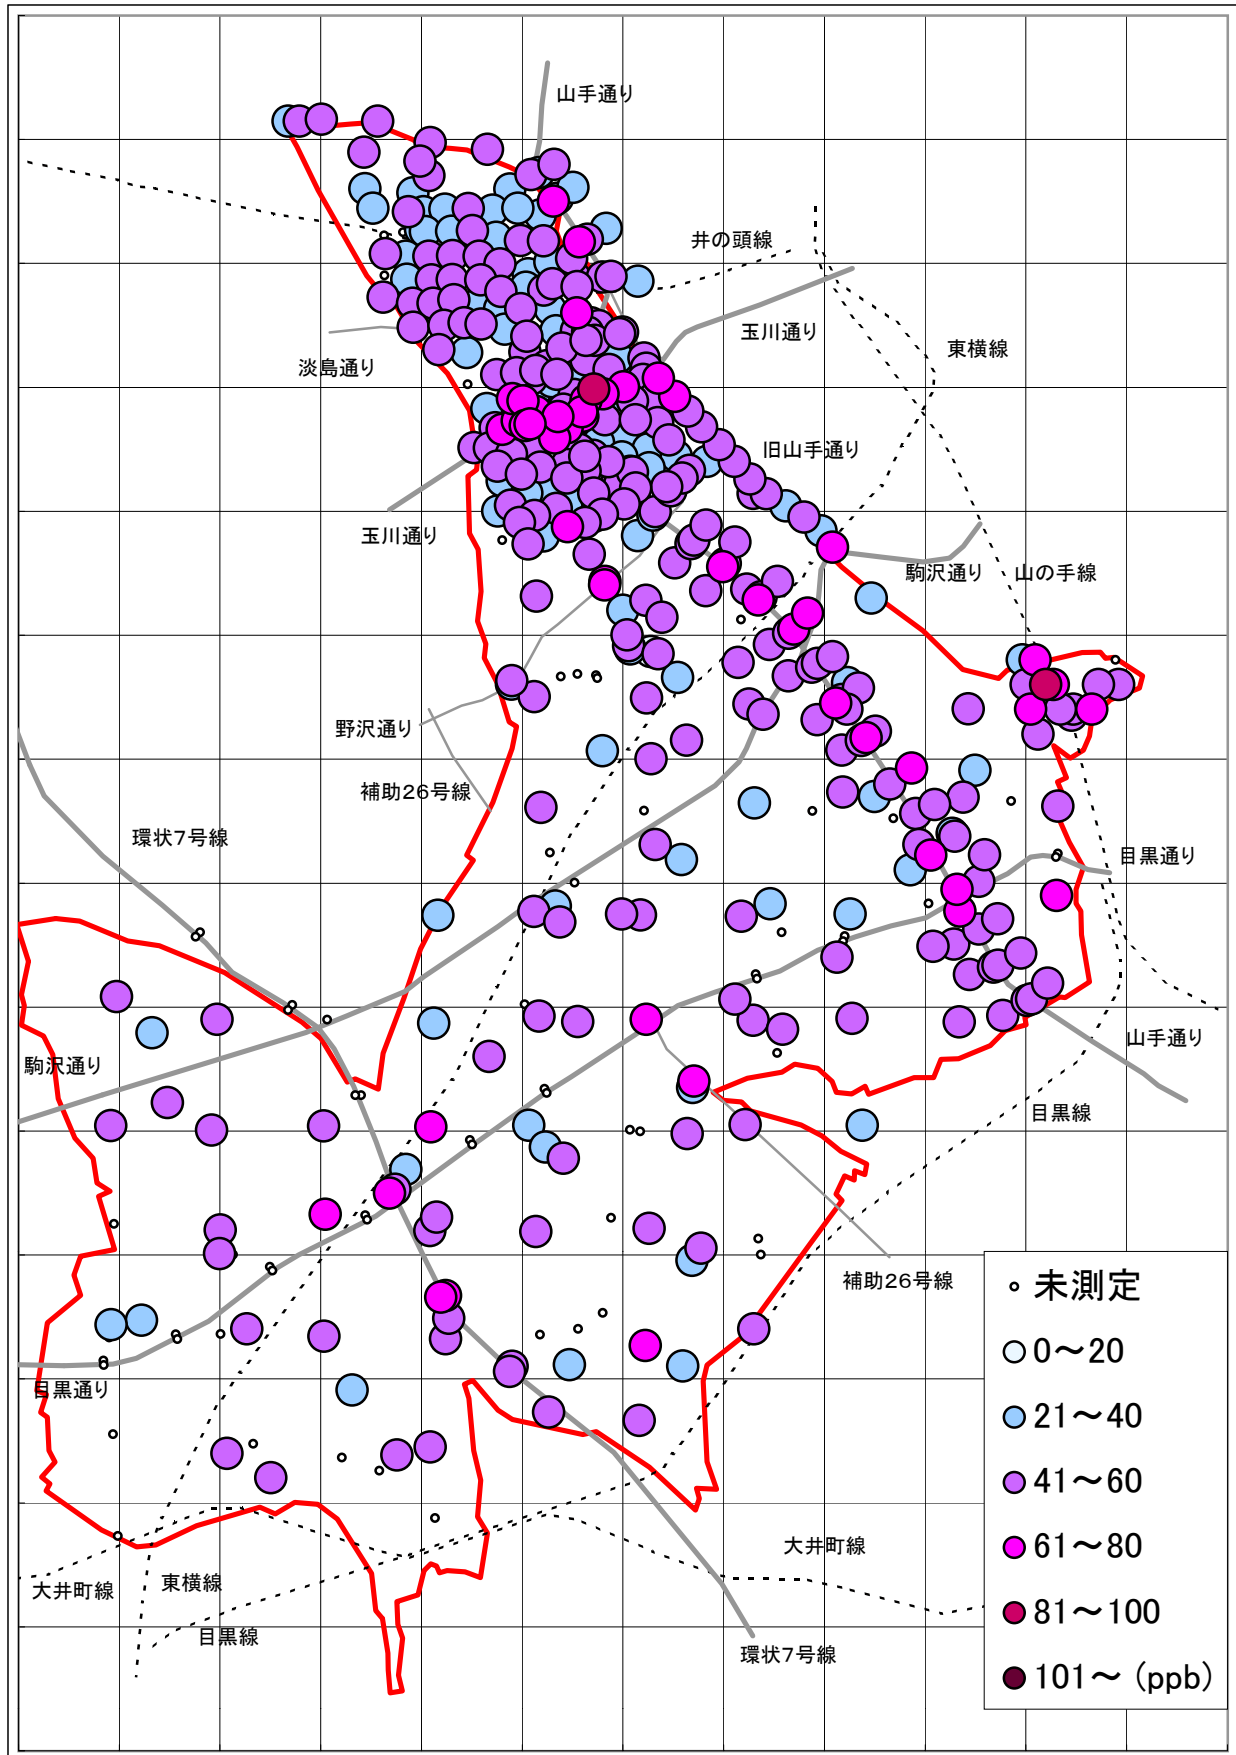 山手通り
井の頭線
玉川通り
東横線
淡島通り
旧山手通り
玉川通り
駒沢通り
山の手線
野沢通り
補助26号線
環状7号線
目黒通り
駒沢通り
山手通り
目黒線
補助26号線
目黒通り
大井町線
大井町線
東横線
目黒線
環状7号線
未測定
0～20
21～40
41～60
61～80
81～100
101～（ppb）